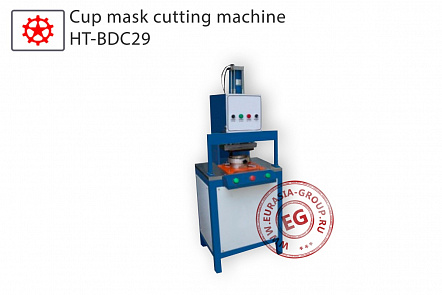 Cup mask cutting machine
HT-BDC29
WWW.EURASIA-GROUP.RU
EG